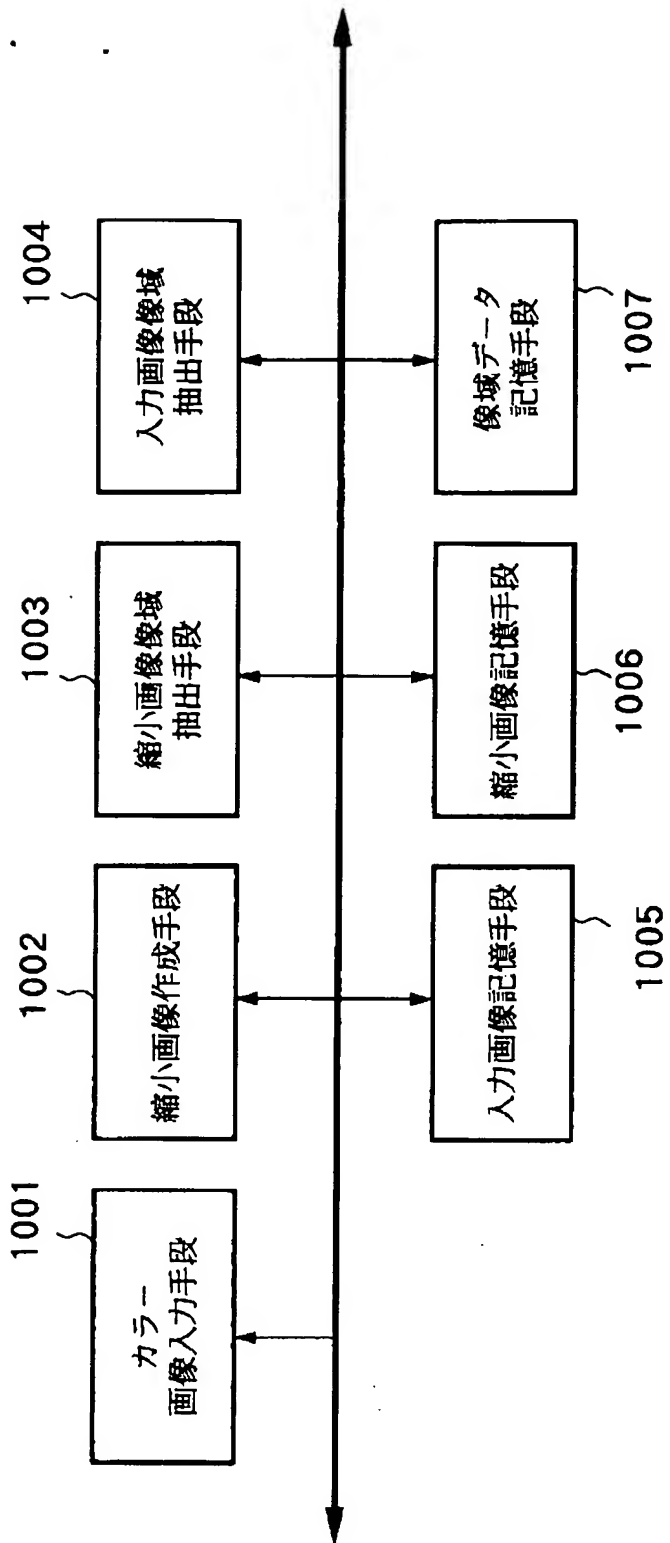 1001
カラー
画像入力手段
1002
縮小画像作成手段
1003
縮小画像像域
抽出手段
1004
入力画像像域
抽出手段
1005
入力画像記憶手段
1006
縮小画像記憶手段
1007
像域データ
記憶手段